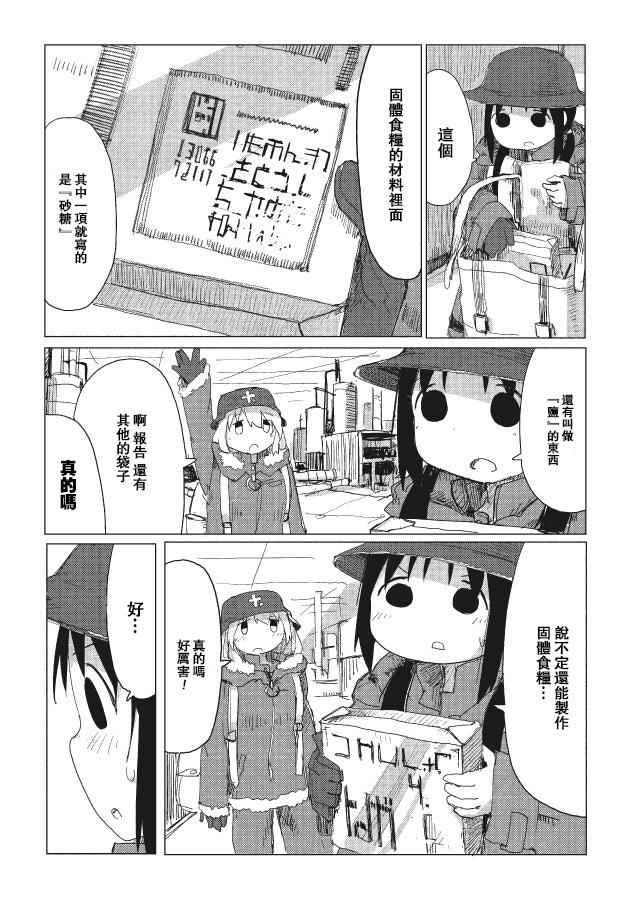 這個
固體食糧的材料裡面
其中一項就寫的
是『砂糖』
13066
72111
還有叫做
『鹽』的東西
啊 報告 還有
其他的袋子
真的嗎
說不定還能製作
固體食糧…
真的嗎
好厲害！
好…